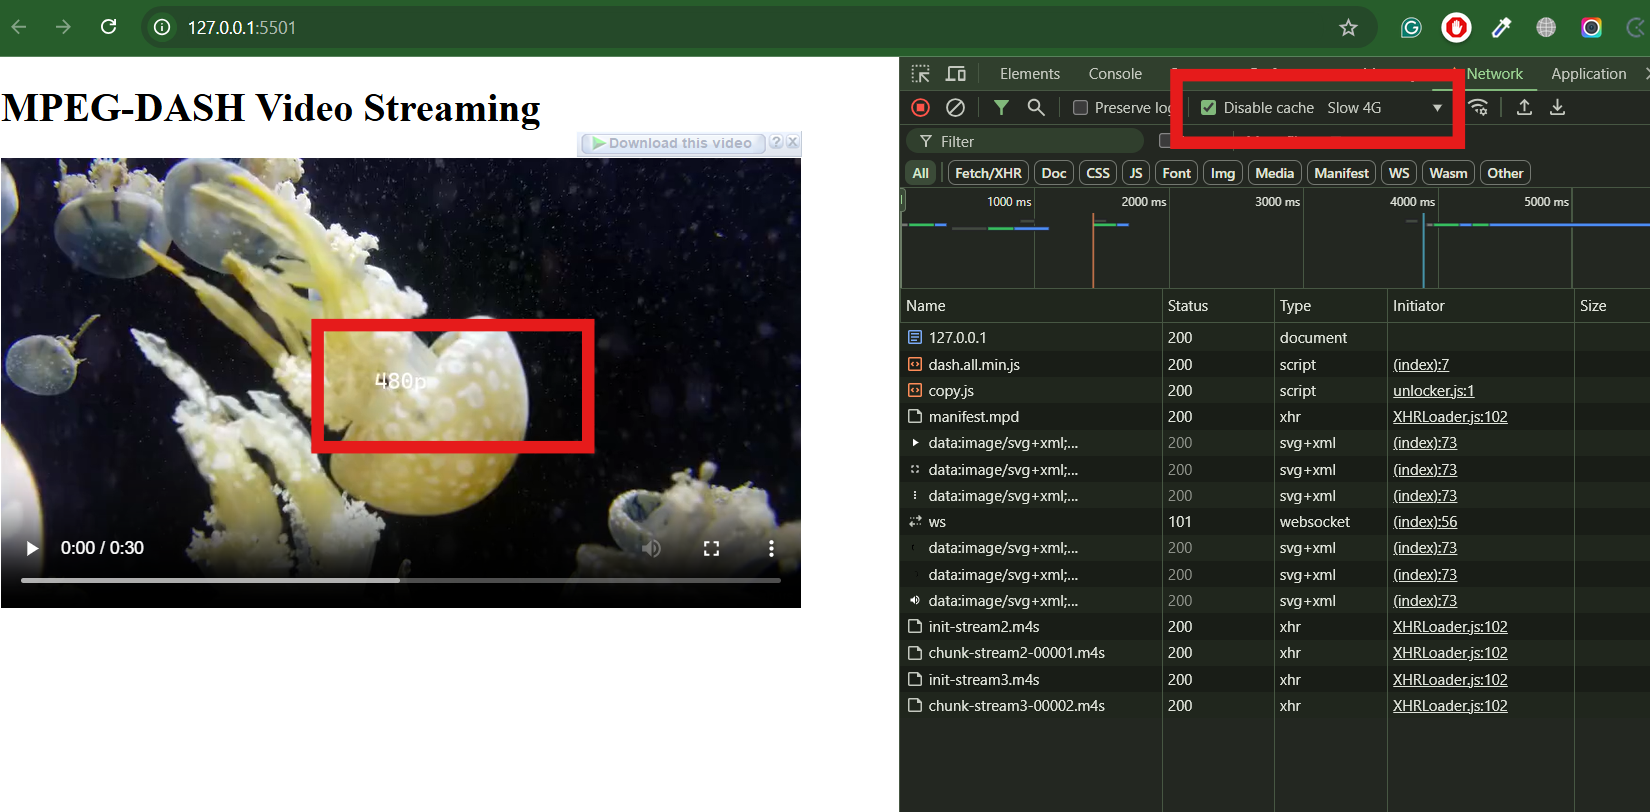 127.0.0.1:5501
Elements Console Network Application
Preserve log Disable cache Slow 4G
MPEG-DASH Video Streaming
Download this video ? X
Filter
All Fetch/XHR Doc CSS JS Font Img Media Manifest WS Wasm Other
1000 ms 2000 ms 3000 ms 4000 ms 5000 ms
480p
0:00 / 0:30
Name Status Type Initiator Size
127.0.0.1 200 document
dash.all.min.js 200 script (index):7
copy.js 200 script unlocker.js:1
manifest.mpd 200 xhr XHRLoader.js:102
data:image/svg+xml;... 200 svg+xml (index):73
data:image/svg+xml;... 200 svg+xml (index):73
data:image/svg+xml;... 200 svg+xml (index):73
ws 101 websocket (index):56
data:image/svg+xml;... 200 svg+xml (index):73
data:image/svg+xml;... 200 svg+xml (index):73
data:image/svg+xml;... 200 svg+xml (index):73
init-stream2.m4s 200 xhr XHRLoader.js:102
chunk-stream2-00001.m4s 200 xhr XHRLoader.js:102
init-stream3.m4s 200 xhr XHRLoader.js:102
chunk-stream3-00002.m4s 200 xhr XHRLoader.js:102